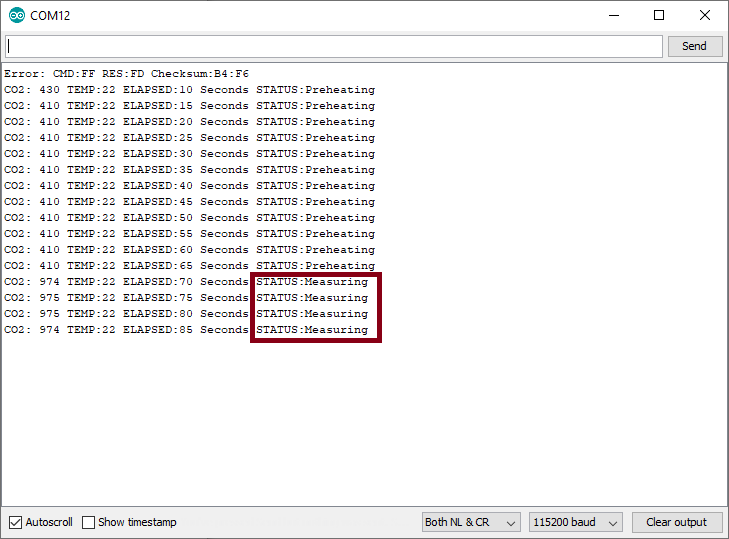 COM12
Send
Error: CMD:FF RES:FD Checksum:B4:F6
CO2: 430 TEMP:22 ELAPSED:10 Seconds STATUS:Preheating
CO2: 410 TEMP:22 ELAPSED:15 Seconds STATUS:Preheating
CO2: 410 TEMP:22 ELAPSED:20 Seconds STATUS:Preheating
CO2: 410 TEMP:22 ELAPSED:25 Seconds STATUS:Preheating
CO2: 410 TEMP:22 ELAPSED:30 Seconds STATUS:Preheating
CO2: 410 TEMP:22 ELAPSED:35 Seconds STATUS:Preheating
CO2: 410 TEMP:22 ELAPSED:40 Seconds STATUS:Preheating
CO2: 410 TEMP:22 ELAPSED:45 Seconds STATUS:Preheating
CO2: 410 TEMP:22 ELAPSED:50 Seconds STATUS:Preheating
CO2: 410 TEMP:22 ELAPSED:55 Seconds STATUS:Preheating
CO2: 410 TEMP:22 ELAPSED:60 Seconds STATUS:Preheating
CO2: 410 TEMP:22 ELAPSED:65 Seconds STATUS:Preheating
CO2: 974 TEMP:22 ELAPSED:70 Seconds STATUS:Measuring
CO2: 975 TEMP:22 ELAPSED:75 Seconds STATUS:Measuring
CO2: 975 TEMP:22 ELAPSED:80 Seconds STATUS:Measuring
CO2: 974 TEMP:22 ELAPSED:85 Seconds STATUS:Measuring
Autoscroll Show timestamp Both NL & CR 115200 baud Clear output